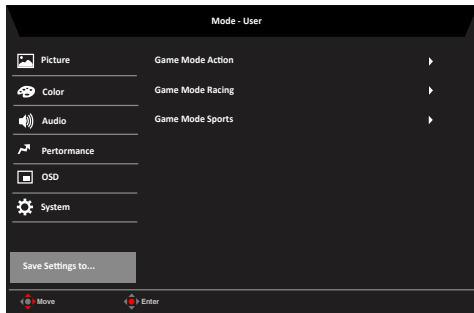 Mode - User
Picture
Game Mode Action
Color
Game Mode Racing
Audio
Game Mode Sports
Pertormance
OSD
System
Save Settings to...
Move Enter